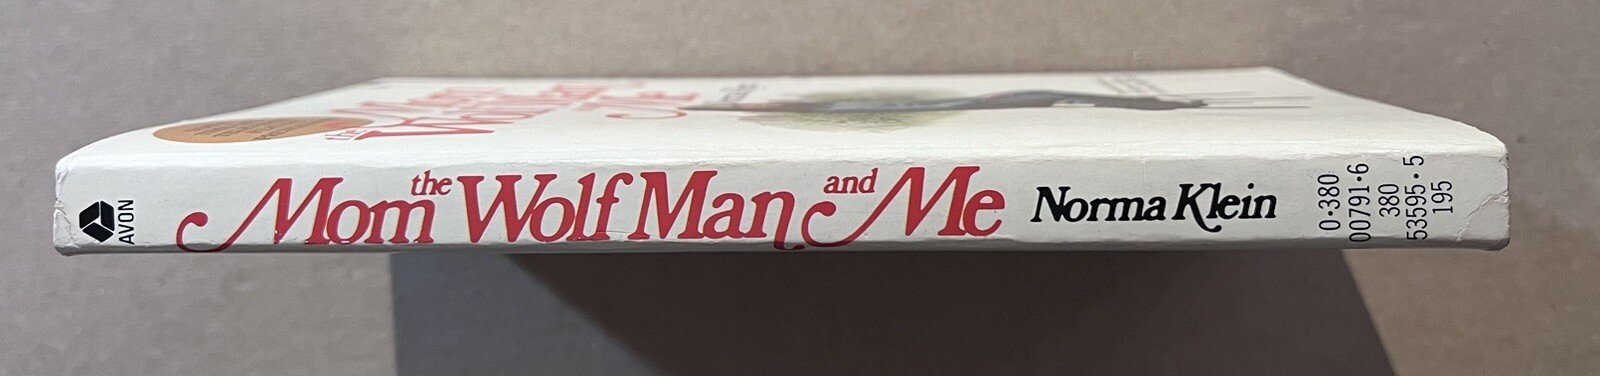 AVON
Mom the Wolf Man and Me
Norma Klein
0·380
00791·6
380
53595·5
195